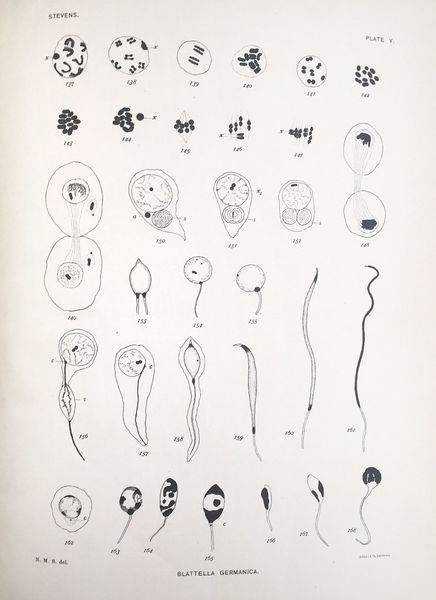 STEVENS.
PLATE V.
x
x
137
138
139
140
141
142
x
x
x
143
144
145
146
147
148
a
s
x
s
s
149
150
151
152
153
154
155
c
s
c
156
157
158
159
160
161
c
c
162
163
164
165
166
167
168
N. M. S. del.
BLATTELLA GERMANICA.